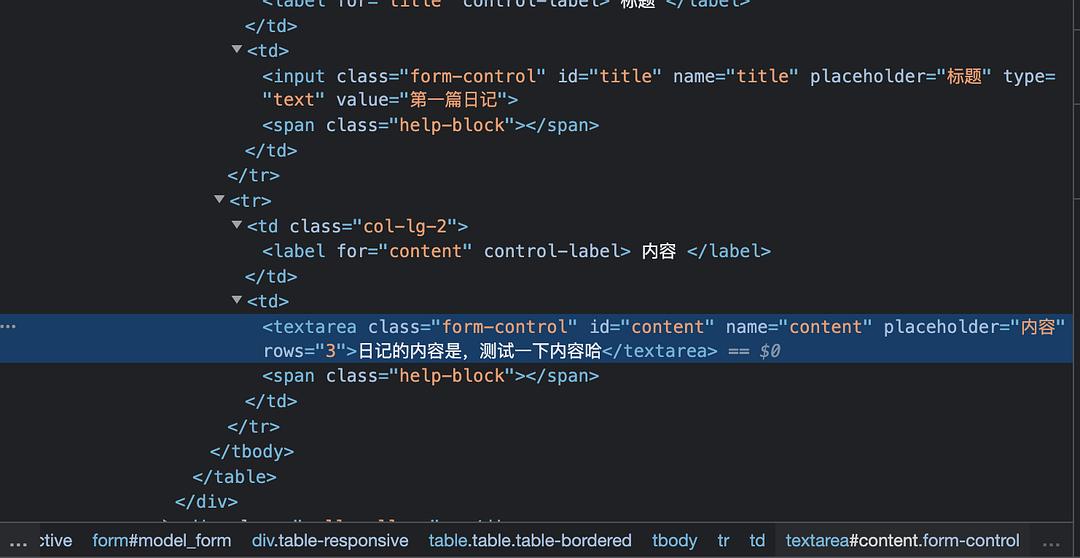 <label for="title" control-label> 标题 </label>
</td>
<td>
<input class="form-control" id="title" name="title" placeholder="标题" type=
"text" value="第一篇日记">
<span class="help-block"></span>
</td>
</tr>
<tr>
<td class="col-lg-2">
<label for="content" control-label> 内容 </label>
</td>
<td>
<textarea class="form-control" id="content" name="content" placeholder="内容"
rows="3">日记的内容是，测试一下内容哈</textarea> == $0
<span class="help-block"></span>
</td>
</tr>
</tbody>
</table>
</div>
... ctive form#model_form div.table-responsive table.table.table-bordered tbody tr td textarea#content.form-control ...